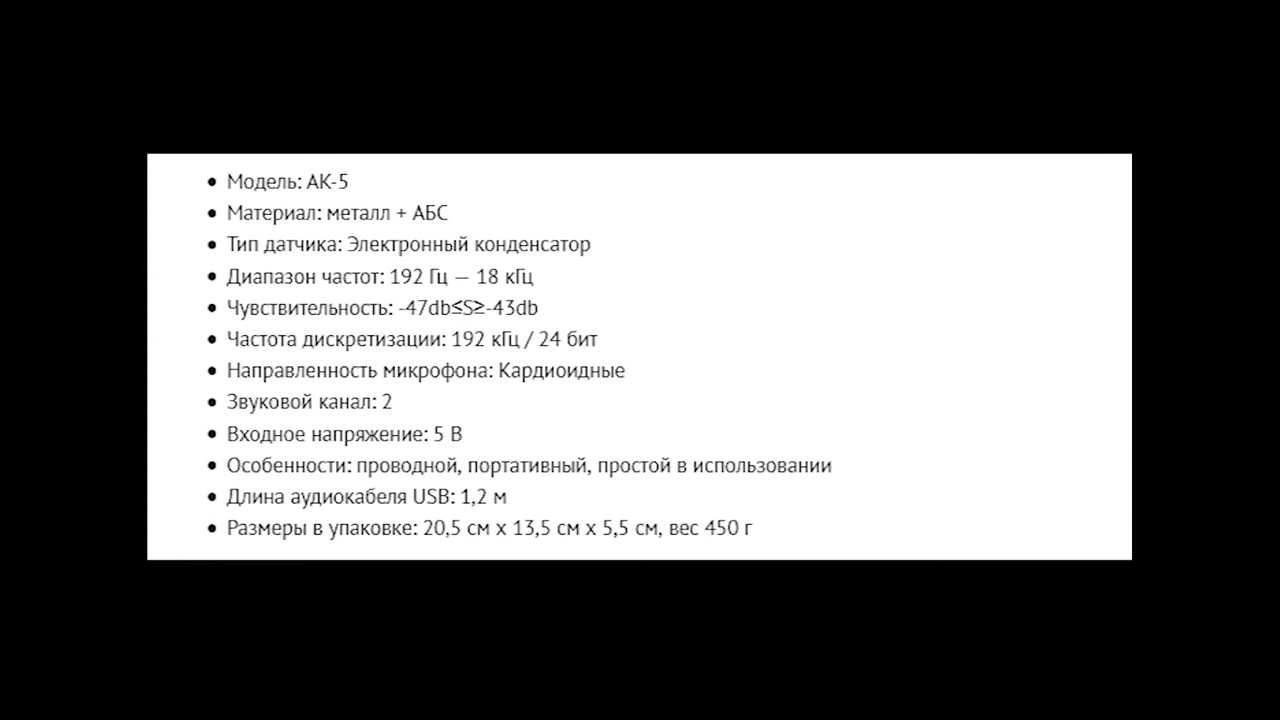 • Модель: АК-5
• Материал: металл + АБС
• Тип датчика: Электронный конденсатор
• Диапазон частот: 192 Гц — 18 кГц
• Чувствительность: -47db≤S≥-43db
• Частота дискретизации: 192 кГц / 24 бит
• Направленность микрофона: Кардиоидные
• Звуковой канал: 2
• Входное напряжение: 5 В
• Особенности: проводной, портативный, простой в использовании
• Длина аудиокабеля USB: 1,2 м
• Размеры в упаковке: 20,5 см х 13,5 см х 5,5 см, вес 450 г